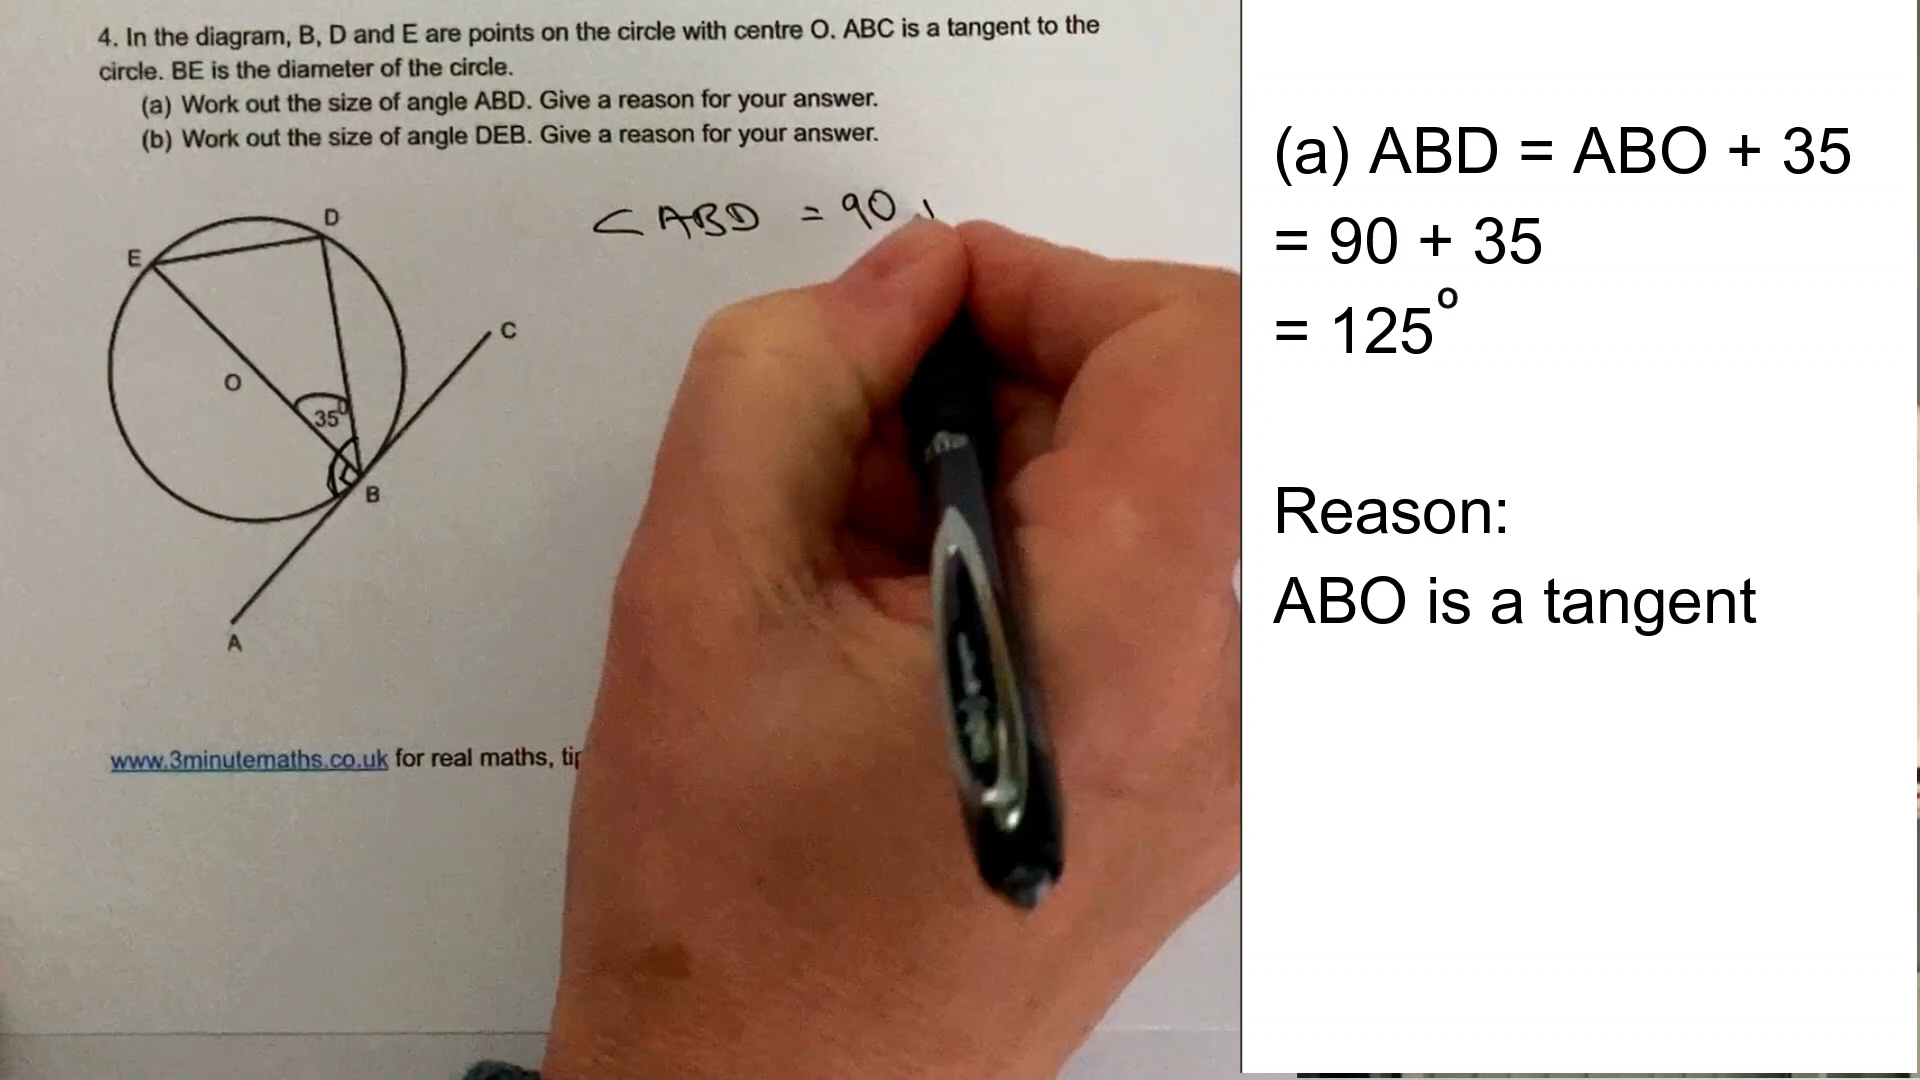 4. In the diagram, B, D and E are points on the circle with centre O. ABC is a tangent to the
circle. BE is the diameter of the circle.
(a) Work out the size of angle ABD. Give a reason for your answer.
(b) Work out the size of angle DEB. Give a reason for your answer.
<ABD = 90
D
E
C
O
35°
B
A
www.3minutemaths.co.uk for real maths,
(a) ABD = ABO + 35
= 90 + 35
= 125°
Reason:
ABO is a tangent